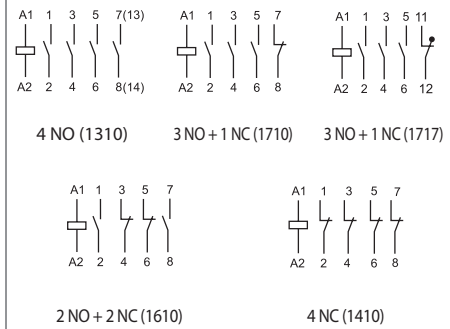 A1 1 3 5 7(13)
A2 2 4 6 8(14)
4 NO (1310)
A1 1 3 5 7
A2 2 4 6 8
3 NO + 1 NC (1710)
A1 1 3 5 11
A2 2 4 6 12
3 NO + 1 NC (1717)
A1 1 3 5 7
A2 2 4 6 8
2 NO + 2 NC (1610)
A1 1 3 5 7
A2 2 4 6 8
4 NC (1410)